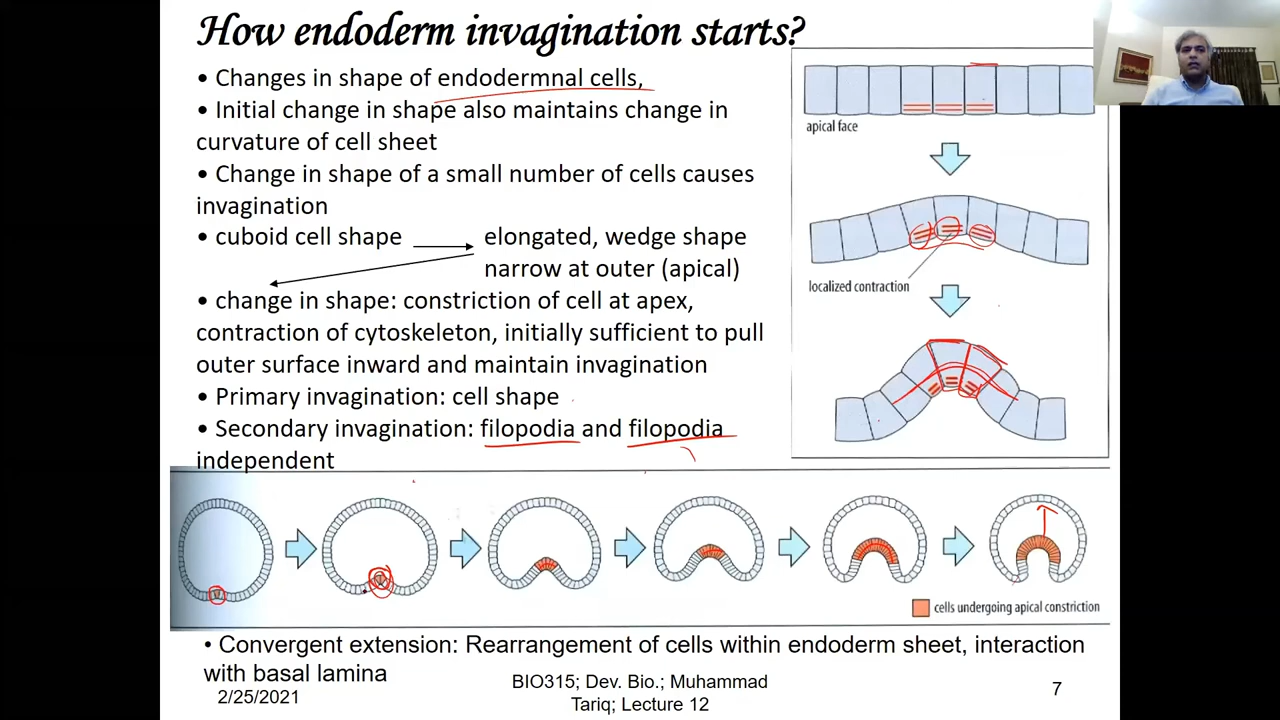 How endoderm invagination starts?
• Changes in shape of endodermnal cells,
• Initial change in shape also maintains change in
curvature of cell sheet
• Change in shape of a small number of cells causes
invagination
• cuboid cell shape
elongated, wedge shape
narrow at outer (apical)
• change in shape: constriction of cell at apex,
contraction of cytoskeleton, initially sufficient to pull
outer surface inward and maintain invagination
• Primary invagination: cell shape
• Secondary invagination: filopodia and filopodia
independent
apical face
localized contraction
cells undergoing apical constriction
• Convergent extension: Rearrangement of cells within endoderm sheet, interaction
with basal lamina
2/25/2021
BIO315; Dev. Bio.; Muhammad
Tariq; Lecture 12
7